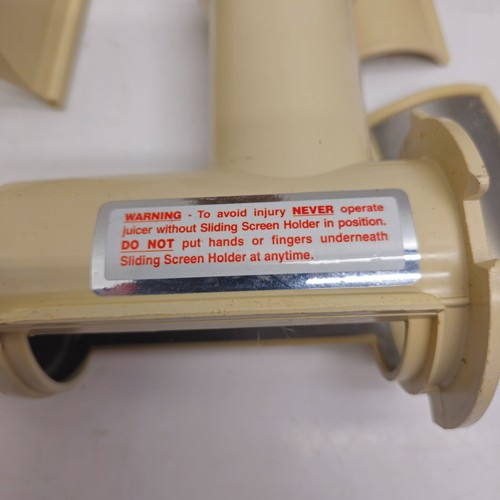 WARNING - To avoid injury NEVER operate
juicer without Sliding Screen Holder in position.
DO NOT put hands or fingers underneath
Sliding Screen Holder at anytime.